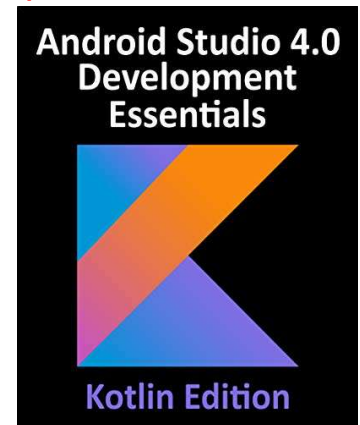 Android Studio 4.0
Development
Essentials
Kotlin Edition